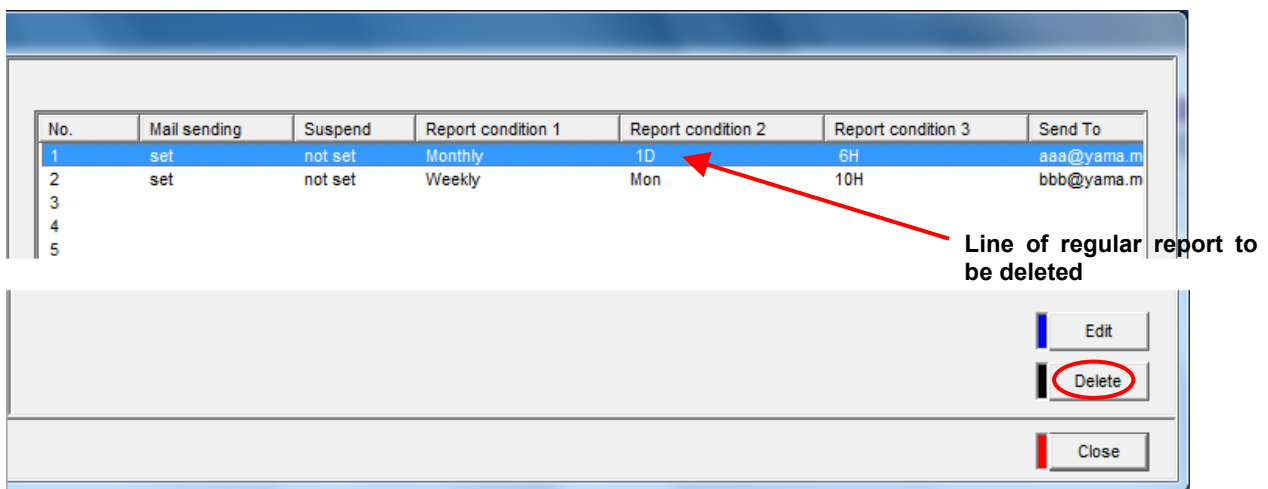 No. Mail sending Suspend Report condition 1 Report condition 2 Report condition 3 Send To
1 set not set Monthly 1D 6H aaa@yama.m
2 set not set Weekly Mon 10H bbb@yama.m
3
4
5
Line of regular report to
be deleted
Edit
Delete
Close